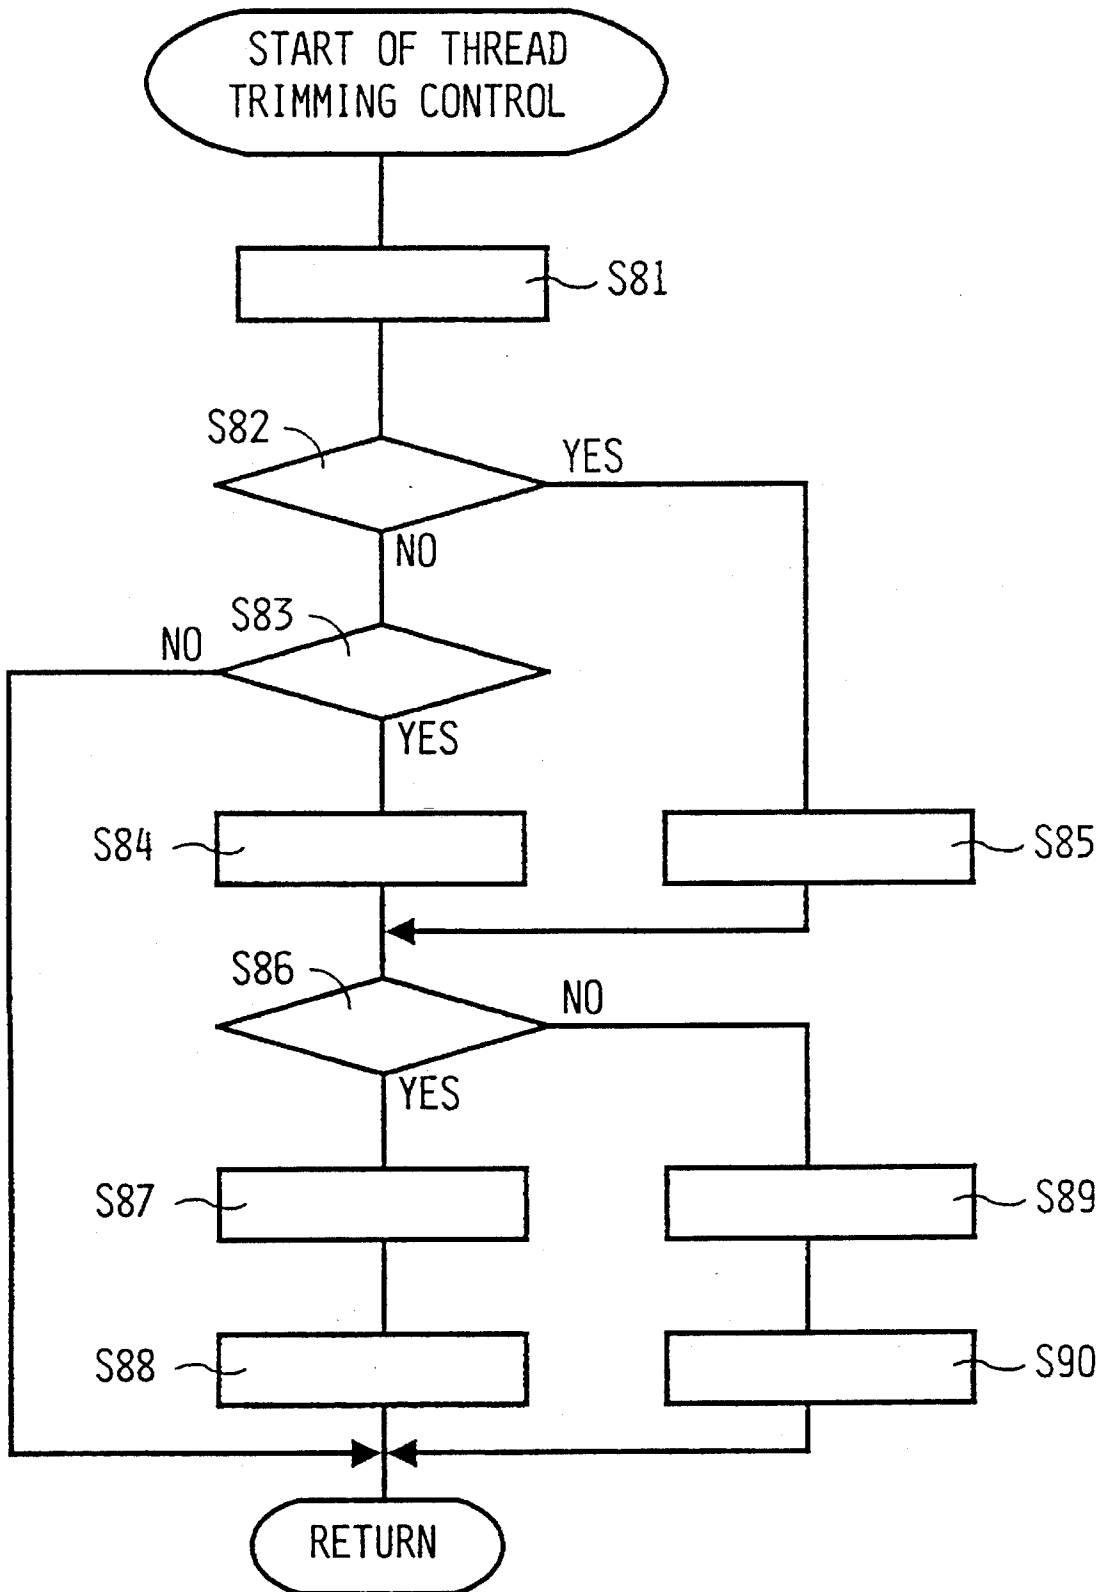 START OF THREAD
TRIMMING CONTROL
S81
S82
YES
NO
S83
NO
YES
S84
S85
S86
NO
YES
S87
S89
S88
S90
RETURN